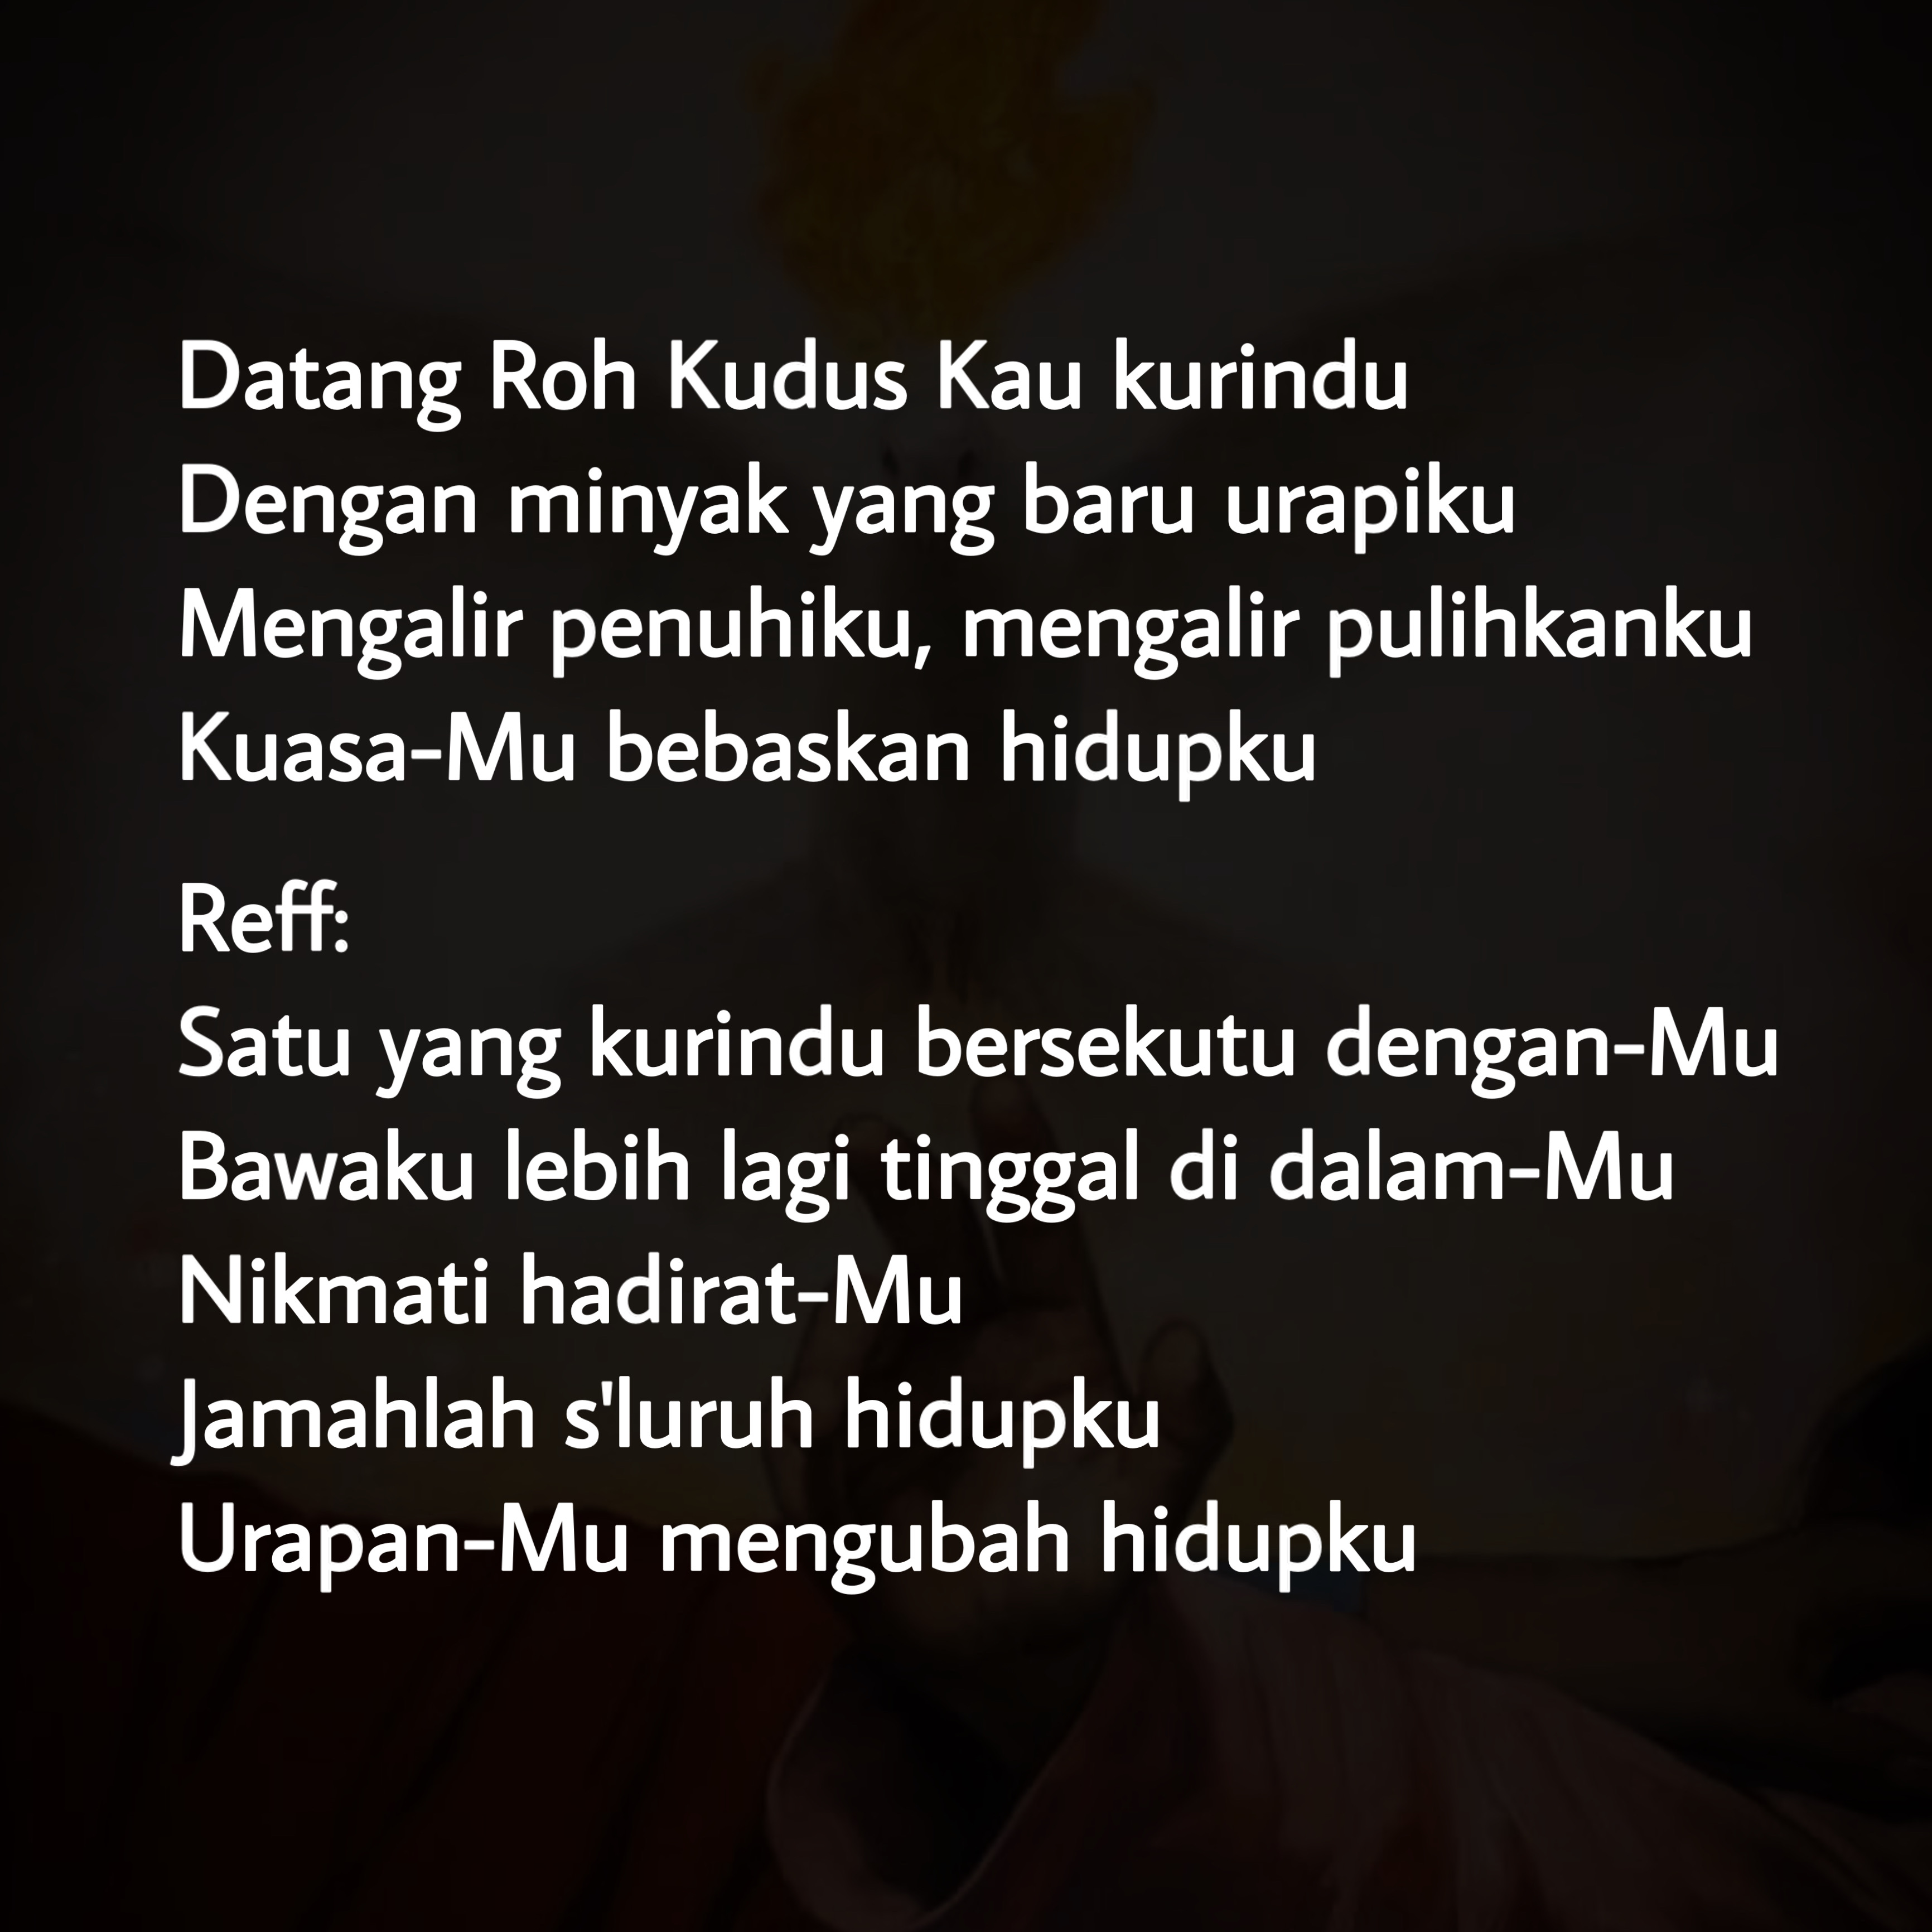 Datang Roh Kudus Kau kurindu
Dengan minyak yang baru urapiku
Mengalir penuhiku, mengalir pulihkanku
Kuasa-Mu bebaskan hidupku
Reff:
Satu yang kurindu bersekutu dengan-Mu
Bawaku lebih lagi tinggal di dalam-Mu
Nikmati hadirat-Mu
Jamahlah s'luruh hidupku
Urapan-Mu mengubah hidupku